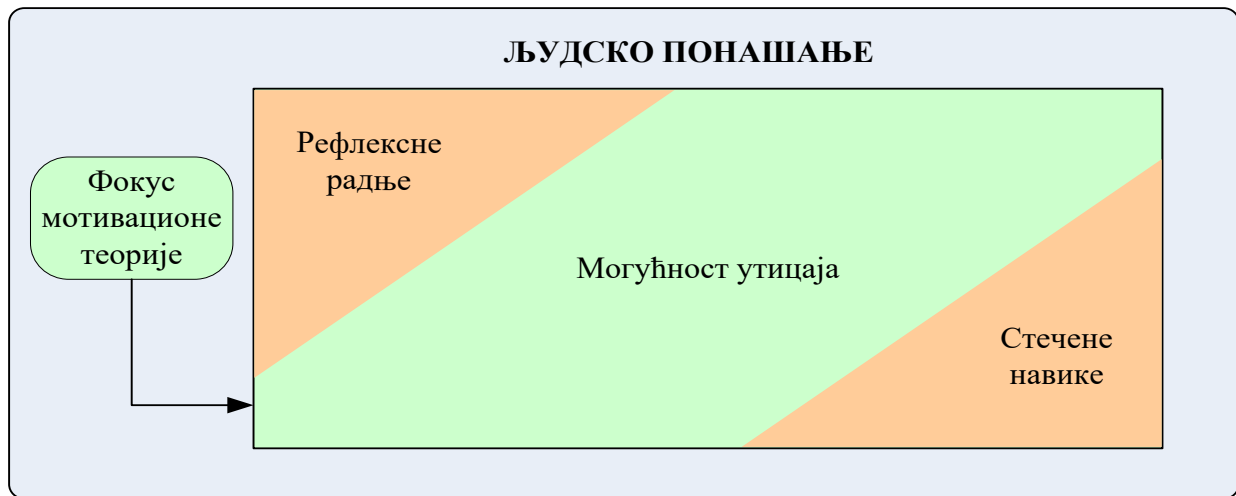 ЉУДСКО ПОНАШАЊЕ
Рефлексне
радње
Фокус
мотивационе
теорије
Могућност утицаја
Стечене
навике